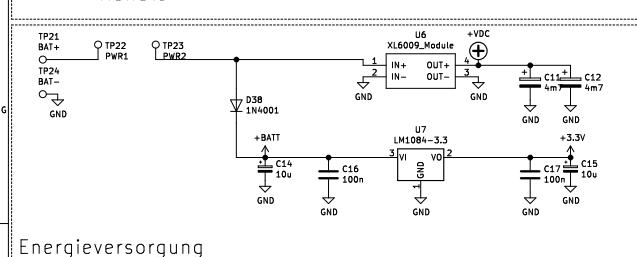 TP21
BAT+
TP22
PWR1
TP23
PWR2
TP24
BAT-
GND
U6
XL6009_Module
1
IN+
OUT+
4
2
IN-
OUT-
3
GND
GND
+VDC
C11
4m7
C12
4m7
GND
GND
D38
1N4001
+BATT
C14
10u
GND
C16
100n
GND
U7
LM1084-3.3
3
VI
VO
2
GND
1
GND
+3.3V
C17
100n
GND
C15
10u
GND
G
Energieversorgung